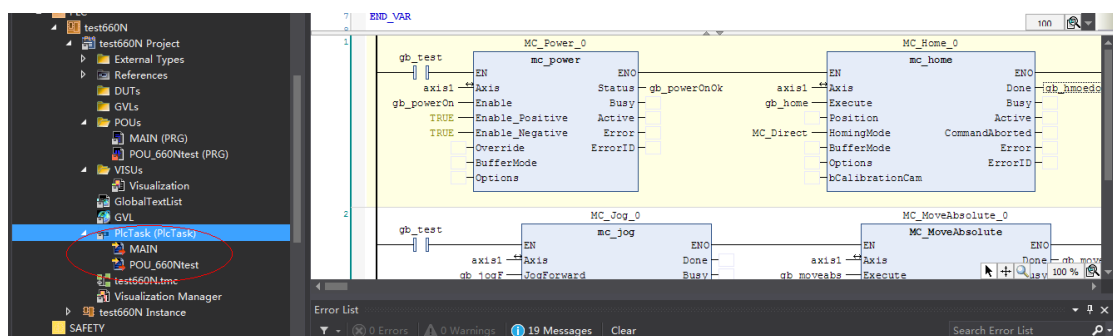 PLC
test660N
test660N Project
External Types
References
DUTs
GVLs
POUs
MAIN (PRG)
POU_660Ntest (PRG)
VISUs
Visualization
GlobalTextList
GVL
PlcTask (PlcTask)
MAIN
POU_660Ntest
test660N.tmc
Visualization Manager
test660N Instance
SAFETY
7 END_VAR
100
1
MC_Power_0
gb_test
mc_power
EN ENO
axis1 Axis Status gb_powerOnOk
gb_powerOn Enable Busy
TRUE Enable_Positive Active
TRUE Enable_Negative Error
Override ErrorID
BufferMode
Options
MC_Home_0
mc_home
EN ENO
axis1 Axis Done gb_hmoedo
gb_home Execute Busy
Position Active
MC_Direct HomingMode CommandAborted
BufferMode Error
Options ErrorID
bCalibrationCam
2
MC_Jog_0
gb_test
mc_jog
EN ENO
axis1 Axis Done
gb_jogF JogForward Busy
MC_MoveAbsolute_0
MC_MoveAbsolute
EN ENO
axis1 Axis Done gb_move
gb_moveabs Execute Busy
100 %
Error List
0 Errors 0 Warnings 19 Messages Clear Search Error List